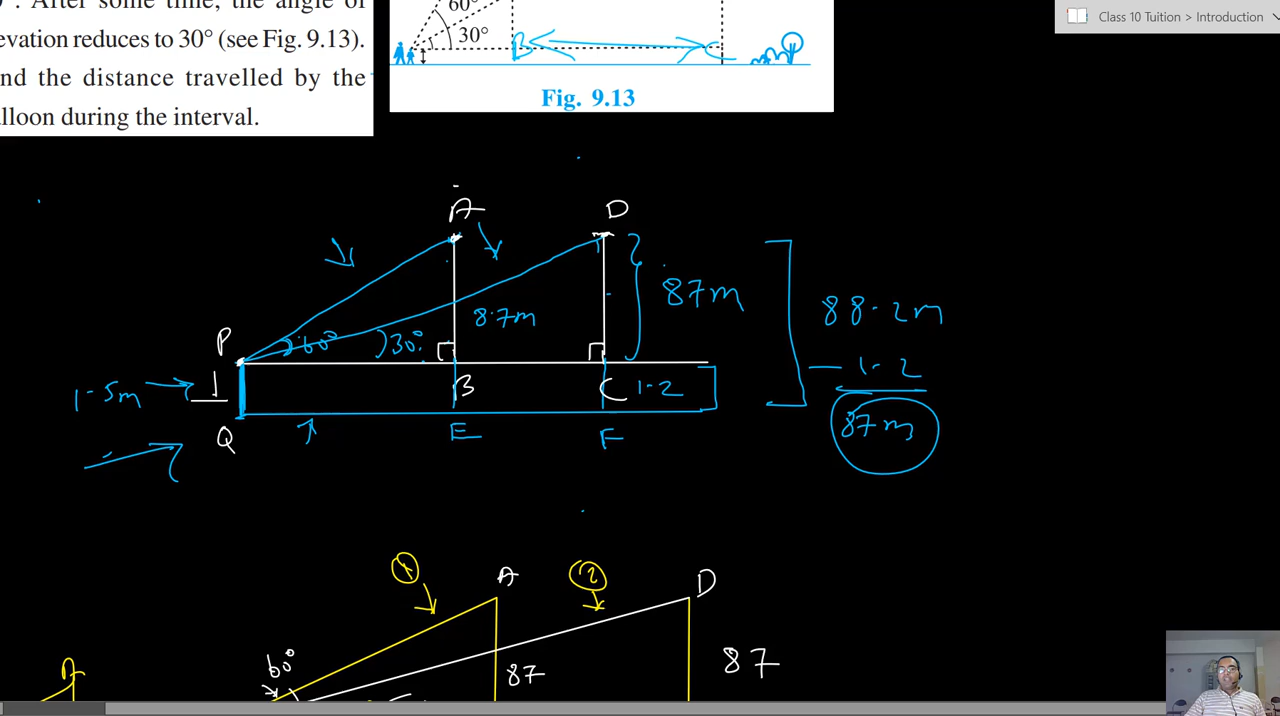 . After some time, the angle of
evation reduces to 30° (see Fig. 9.13).
nd the distance travelled by the
lloon during the interval.
60°
30°
B
C
Fig. 9.13
Class 10 Tuition > Introduction
A
D
87m
8.7m
88.2m
P
60°
30°
1.5m
B
C
1.2
- 1.2
87m
Q
E
F
1
2
A
D
60°
87
87
A